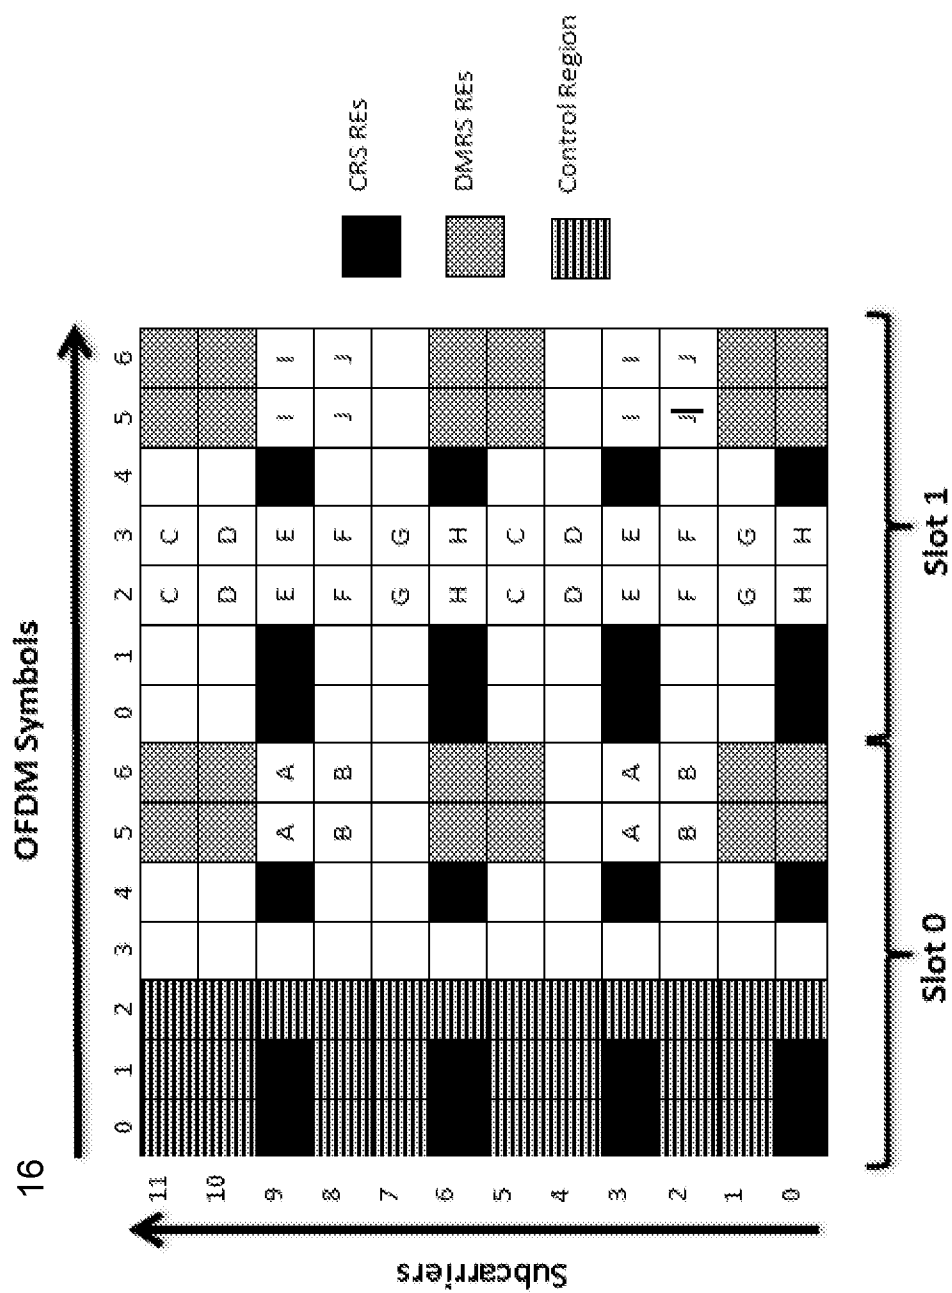 16
OFDM Symbols
0 1 2 3 4 5 6 0 1 2 3 4 5 6
11 C C
10 D D
9 A A E E I I
8 B B F F J J
7 G G
6 H H
5 C C
4 D D
3 A A E E I I
2 B B F F J J
1 G G
0 H H
Subcarriers
Slot 0
Slot 1
CRS REs
DMRS REs
Control Region